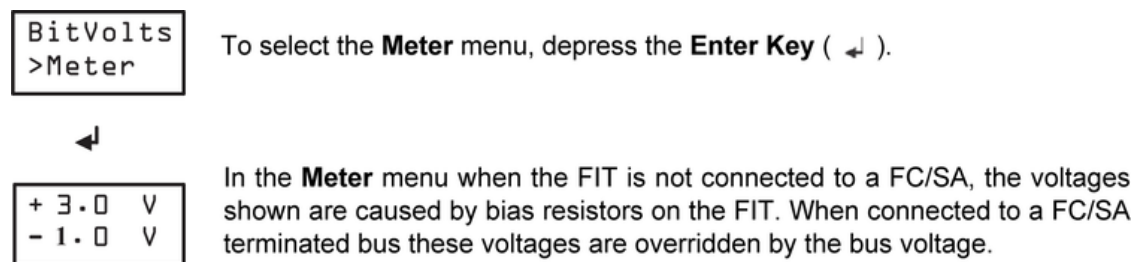 BitVolts
>Meter
To select the Meter menu, depress the Enter Key ( ↵ ).
↵
+ 3.0 V
- 1.0 V
In the Meter menu when the FIT is not connected to a FC/SA, the voltages
shown are caused by bias resistors on the FIT. When connected to a FC/SA
terminated bus these voltages are overridden by the bus voltage.